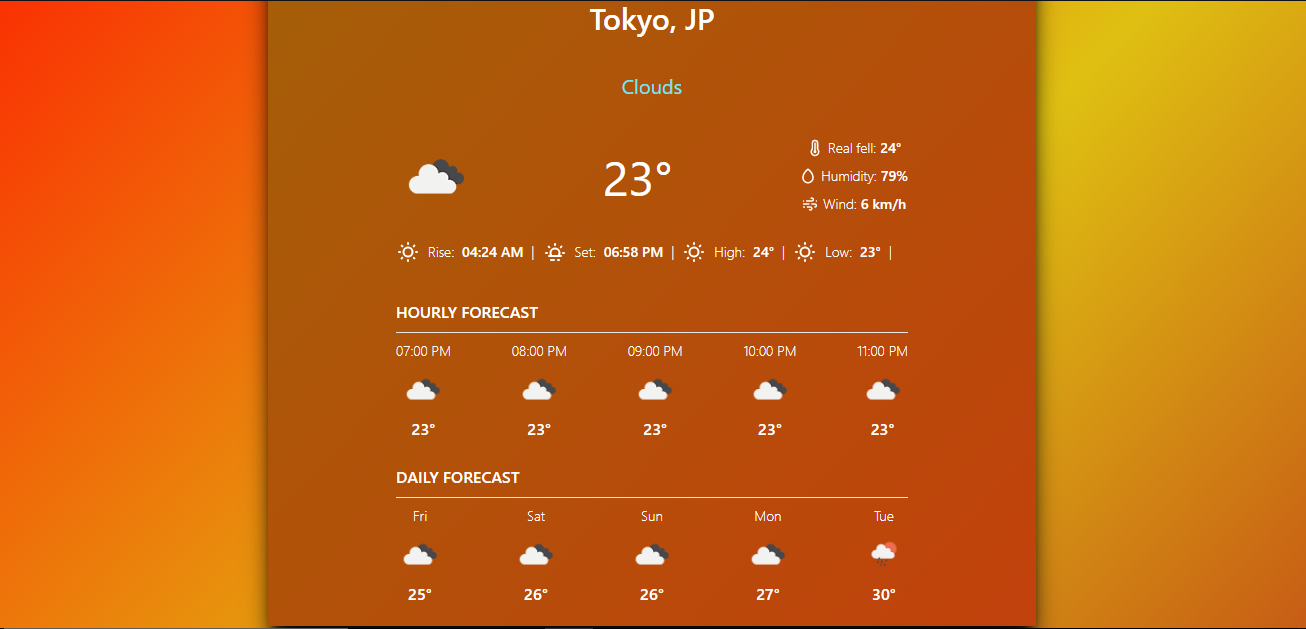 Tokyo, JP
Clouds
23°
Real fell: 24°
Humidity: 79%
Wind: 6 km/h
Rise: 04:24 AM | Set: 06:58 PM | High: 24° | Low: 23° |
HOURLY FORECAST
07:00 PM 08:00 PM 09:00 PM 10:00 PM 11:00 PM
23° 23° 23° 23° 23°
DAILY FORECAST
Fri Sat Sun Mon Tue
25° 26° 26° 27° 30°